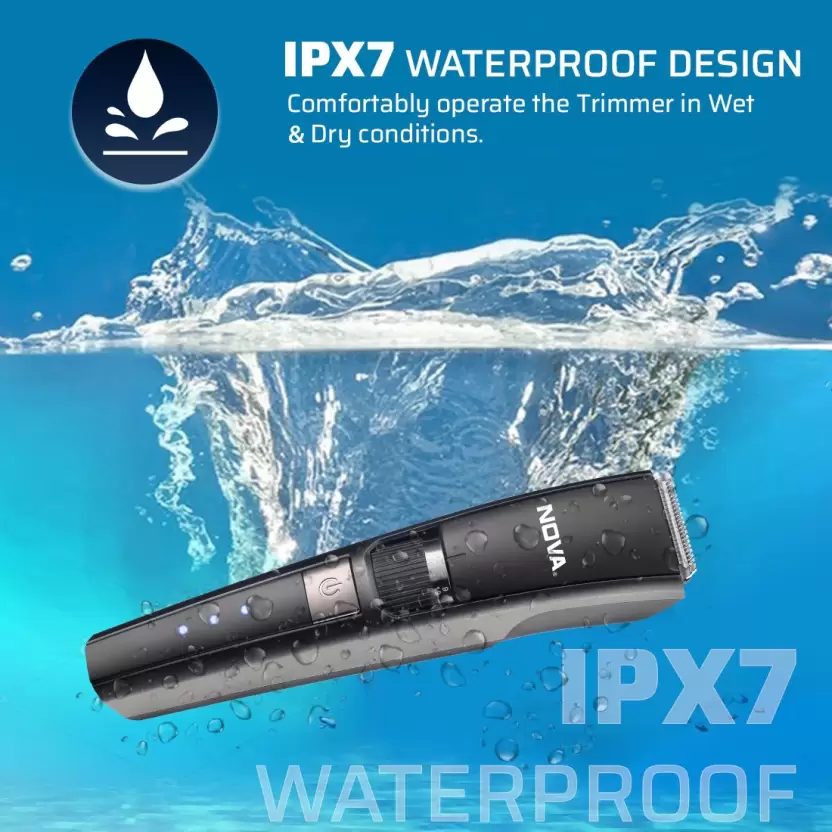 IPX7 WATERPROOF DESIGN
Comfortably operate the Trimmer in Wet
& Dry conditions.
NOVA
IPX7
WATERPROOF